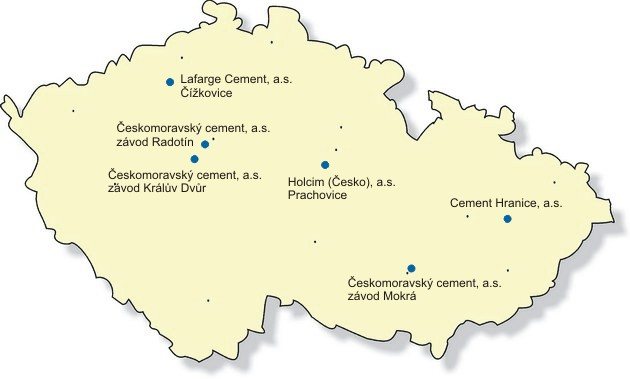 Lafarge Cement, a.s.
Čížkovice
Českomoravský cement, a.s.
závod Radotín
Českomoravský cement, a.s.
závod Králův Dvůr
Holcim (Česko), a.s.
Prachovice
Cement Hranice, a.s.
Českomoravský cement, a.s.
závod Mokrá